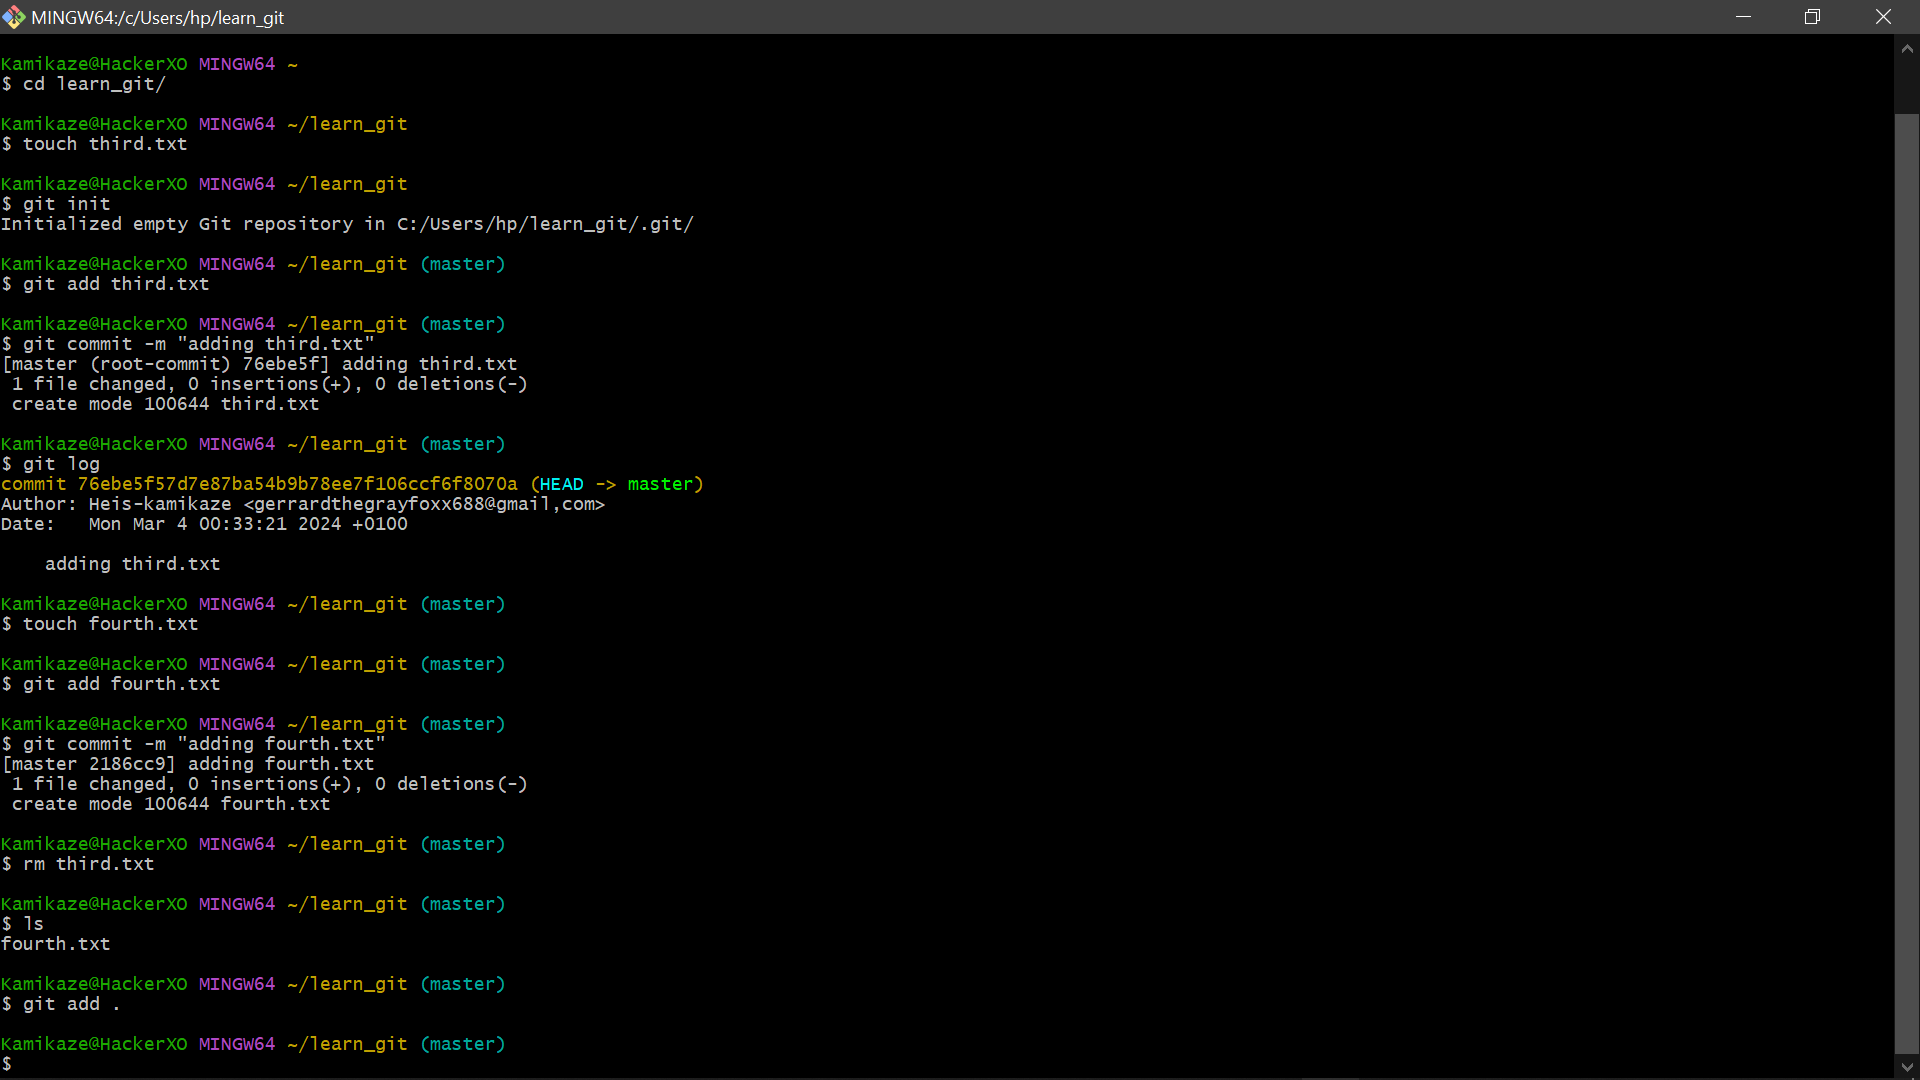 MINGW64:/c/Users/hp/learn_git
Kamikaze@HackerXO MINGW64 ~
$ cd learn_git/
Kamikaze@HackerXO MINGW64 ~/learn_git
$ touch third.txt
Kamikaze@HackerXO MINGW64 ~/learn_git
$ git init
Initialized empty Git repository in C:/Users/hp/learn_git/.git/
Kamikaze@HackerXO MINGW64 ~/learn_git (master)
$ git add third.txt
Kamikaze@HackerXO MINGW64 ~/learn_git (master)
$ git commit -m "adding third.txt"
[master (root-commit) 76ebe5f] adding third.txt
 1 file changed, 0 insertions(+), 0 deletions(-)
 create mode 100644 third.txt
Kamikaze@HackerXO MINGW64 ~/learn_git (master)
$ git log
commit 76ebe5f57d7e87ba54b9b78ee7f106ccf6f8070a (HEAD -> master)
Author: Heis-kamikaze <gerrardthegrayfoxx688@gmail,com>
Date:   Mon Mar 4 00:33:21 2024 +0100
    adding third.txt
Kamikaze@HackerXO MINGW64 ~/learn_git (master)
$ touch fourth.txt
Kamikaze@HackerXO MINGW64 ~/learn_git (master)
$ git add fourth.txt
Kamikaze@HackerXO MINGW64 ~/learn_git (master)
$ git commit -m "adding fourth.txt"
[master 2186cc9] adding fourth.txt
 1 file changed, 0 insertions(+), 0 deletions(-)
 create mode 100644 fourth.txt
Kamikaze@HackerXO MINGW64 ~/learn_git (master)
$ rm third.txt
Kamikaze@HackerXO MINGW64 ~/learn_git (master)
$ ls
fourth.txt
Kamikaze@HackerXO MINGW64 ~/learn_git (master)
$ git add .
Kamikaze@HackerXO MINGW64 ~/learn_git (master)
$